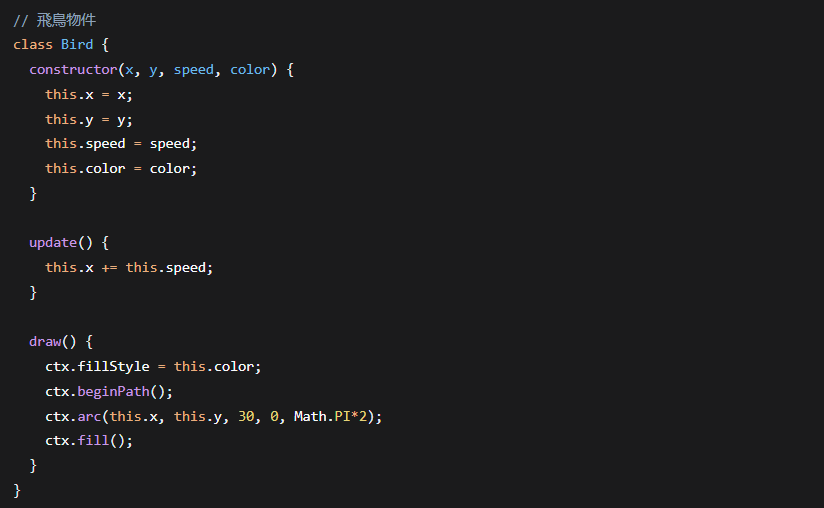 // 飛鳥物件
class Bird {
  constructor(x, y, speed, color) {
    this.x = x;
    this.y = y;
    this.speed = speed;
    this.color = color;
  }

  update() {
    this.x += this.speed;
  }

  draw() {
    ctx.fillStyle = this.color;
    ctx.beginPath();
    ctx.arc(this.x, this.y, 30, 0, Math.PI*2);
    ctx.fill();
  }
}